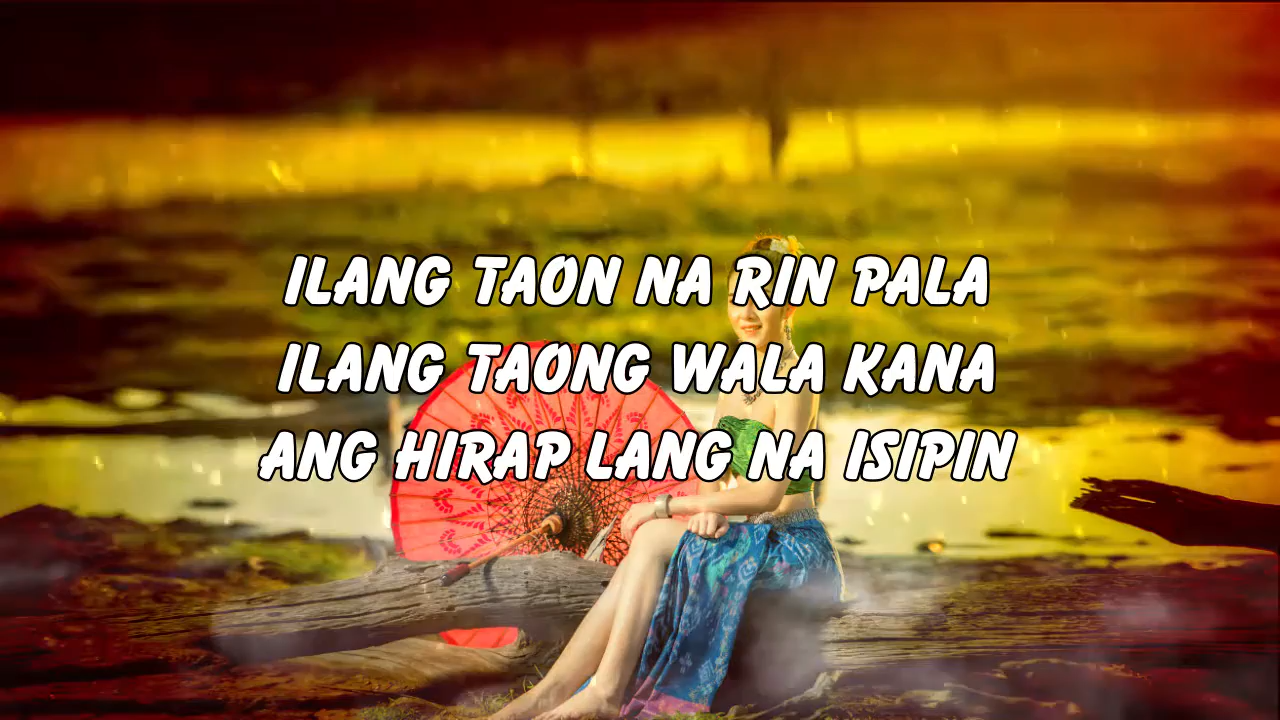 ILANG TAON NA RIN PALA
ILANG TAONG WALA KANA
ANG HIRAP LANG NA ISIPIN